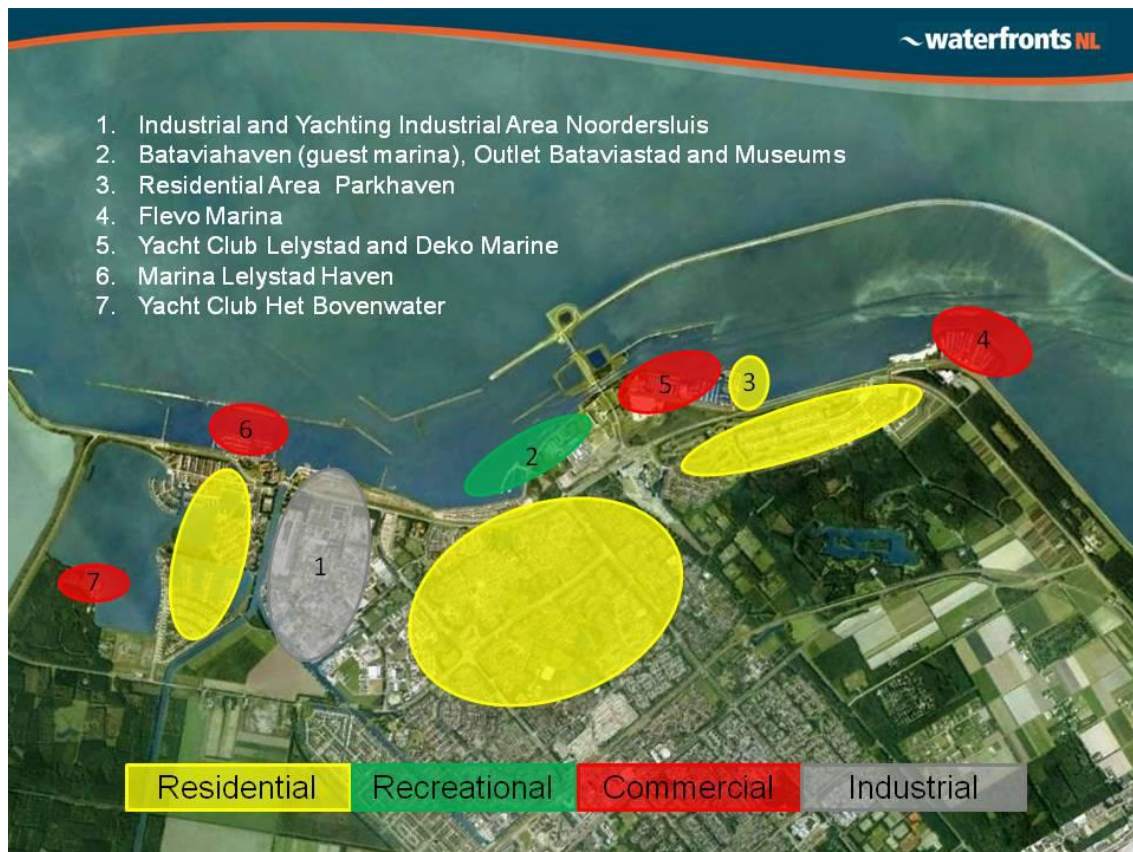 waterfronts NL
1. Industrial and Yachting Industrial Area Noordersluis
2. Bataviahaven (guest marina), Outlet Bataviastad and Museums
3. Residential Area Parkhaven
4. Flevo Marina
5. Yacht Club Lelystad and Deko Marine
6. Marina Lelystad Haven
7. Yacht Club Het Bovenwater
4
5
3
6
2
1
7
Residential Recreational Commercial Industrial